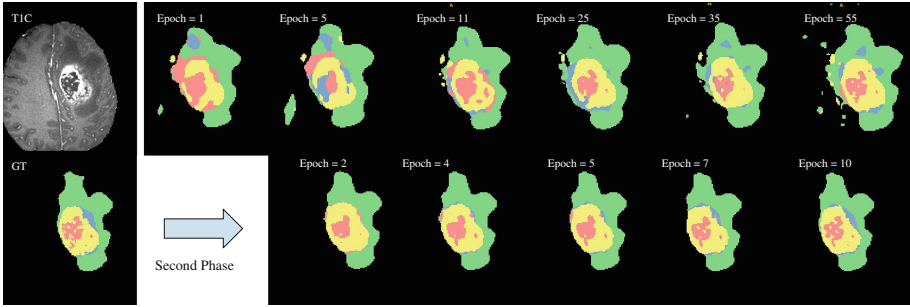 T1C
Epoch = 1
Epoch = 5
Epoch = 11
Epoch = 25
Epoch = 35
Epoch = 55
GT
Second Phase
Epoch = 2
Epoch = 4
Epoch = 5
Epoch = 7
Epoch = 10